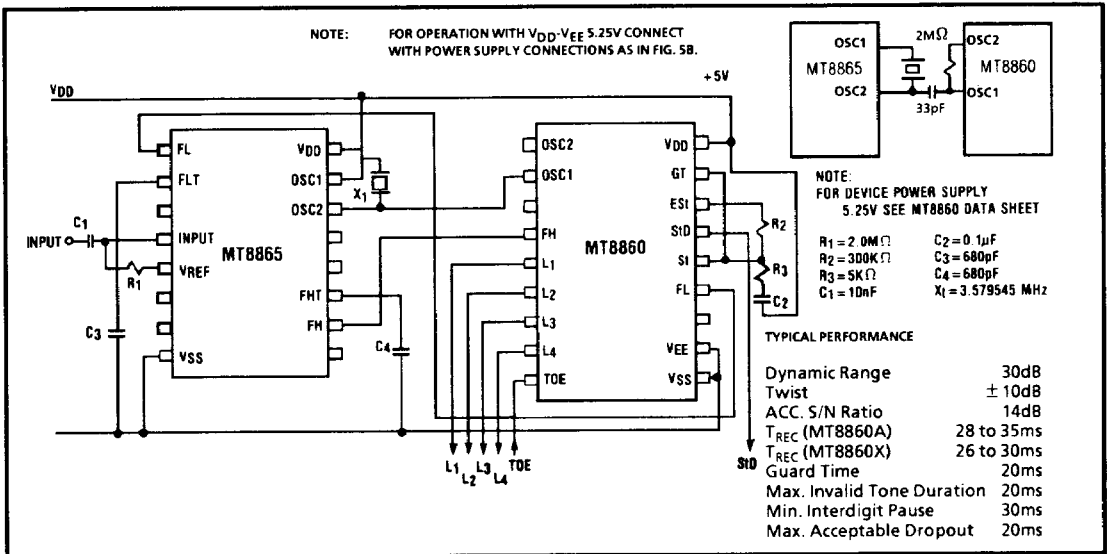 NOTE: FOR OPERATION WITH VDD-VEE 5.25V CONNECT
WITH POWER SUPPLY CONNECTIONS AS IN FIG. 5B.
VDD
+5V
FL
FLT
INPUT
VREF
VSS
MT8865
VDD
OSC1
OSC2
FHT
FH
INPUT
C1
R1
C3
C4
X1
OSC2
OSC1
FH
L1
L2
L3
L4
TOE
MT8860
VDD
GT
ESt
StD
St
FL
VEE
VSS
R2
R3
C2
L1 L2 L3 L4 TOE
StD
OSC1
MT8865
OSC2
2MΩ
33pF
OSC2
MT8860
OSC1
NOTE:
FOR DEVICE POWER SUPPLY
5.25V SEE MT8860 DATA SHEET
R1 = 2.0MΩ C2 = 0.1µF
R2 = 300KΩ C3 = 680pF
R3 = 5KΩ C4 = 680pF
C1 = 10nF Xt = 3.579545 MHz
TYPICAL PERFORMANCE
Dynamic Range 30dB
Twist ± 10dB
ACC. S/N Ratio 14dB
TREC (MT8860A) 28 to 35ms
TREC (MT8860X) 26 to 30ms
Guard Time 20ms
Max. Invalid Tone Duration 20ms
Min. Interdigit Pause 30ms
Max. Acceptable Dropout 20ms